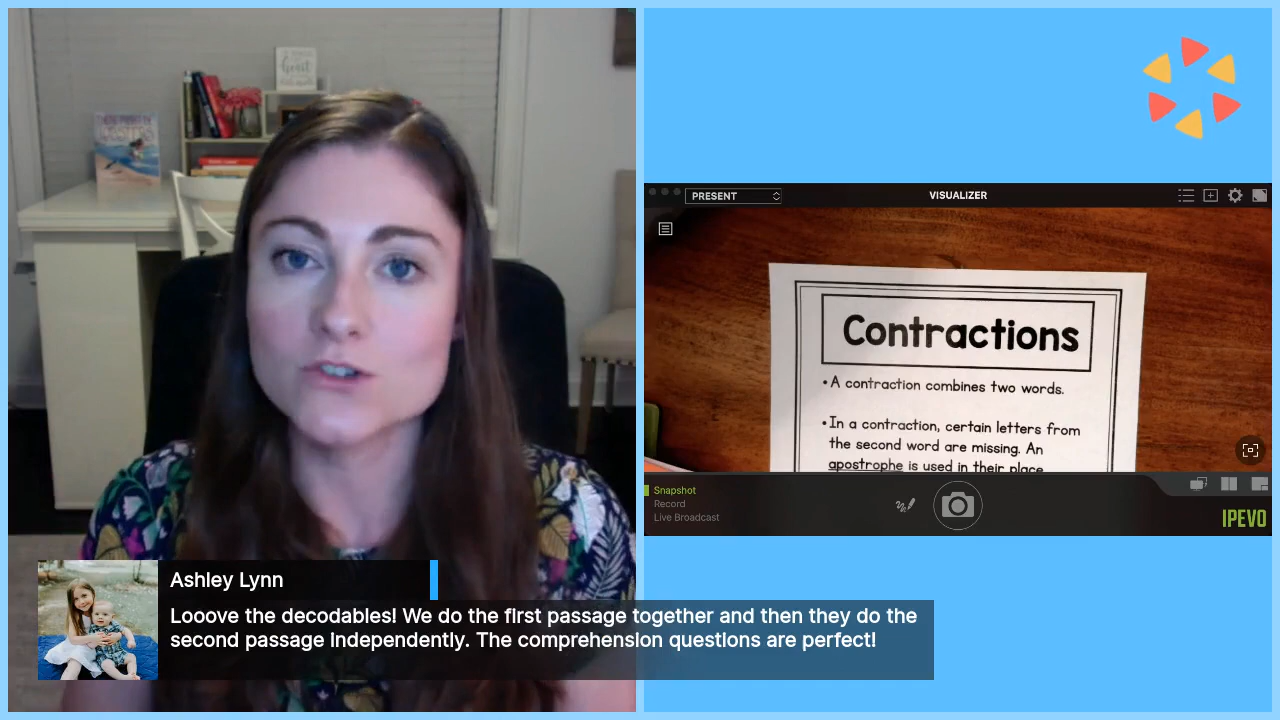 PRESENT
VISUALIZER
Contractions
•A contraction combines two words.
•In a contraction, certain letters from
the second word are missing. An
apostrophe is used in their place
Snapshot
Record
Live Broadcast
IPEVO
Ashley Lynn
Looove the decodables! We do the first passage together and then they do the
second passage independently. The comprehension questions are perfect!
heart